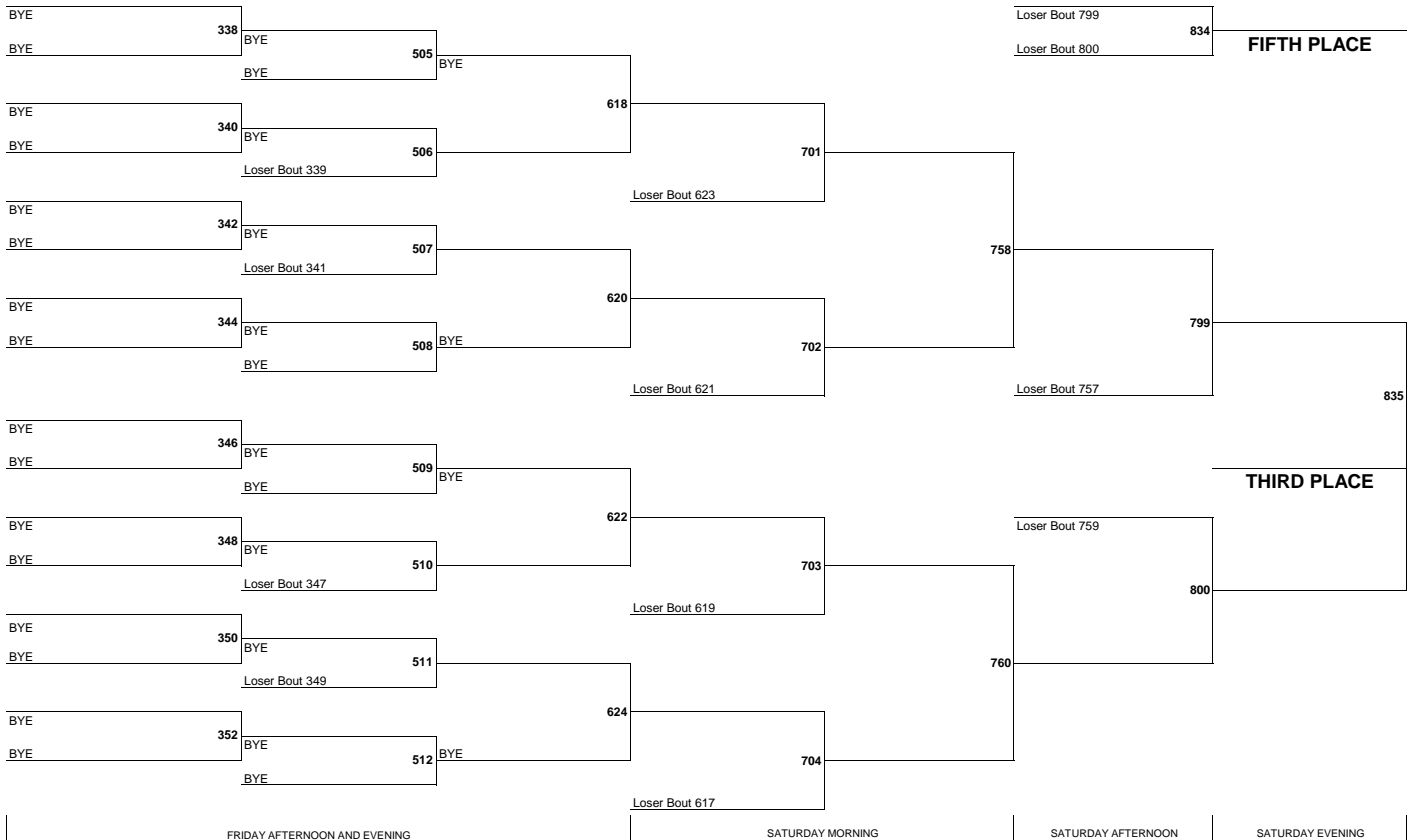 BYE
338
BYE
BYE
505
BYE
BYE
BYE
340
BYE
BYE
506
Loser Bout 339
618
701
Loser Bout 623
BYE
342
BYE
BYE
507
Loser Bout 341
BYE
344
BYE
BYE
508
BYE
BYE
620
702
Loser Bout 621
758
BYE
346
BYE
BYE
509
BYE
BYE
BYE
348
BYE
BYE
510
Loser Bout 347
622
703
Loser Bout 619
BYE
350
BYE
BYE
511
Loser Bout 349
BYE
352
BYE
BYE
512
BYE
BYE
624
704
Loser Bout 617
760
Loser Bout 799
834
Loser Bout 800
FIFTH PLACE
799
Loser Bout 757
835
THIRD PLACE
Loser Bout 759
800
FRIDAY AFTERNOON AND EVENING
SATURDAY MORNING
SATURDAY AFTERNOON
SATURDAY EVENING